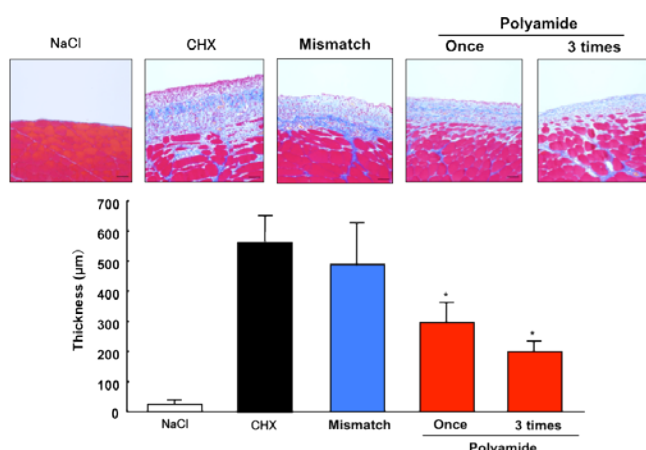 Polyamide
NaCl CHX Mismatch Once 3 times
700
600
500
400
300
200
100
0
Thickness (μm)
* *
NaCl CHX Mismatch Once 3 times
Polyamide